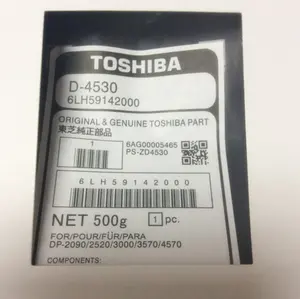 TOSHIBA
D-4530
6LH59142000
ORIGINAL & GENUINE TOSHIBA PART
東芝純正部品
1
6AG00005465
PS-ZD4530
6LH59142000
NET 500g
1 pc.
FOR/POUR/FÜR/PARA
DP-2090/2520/3000/3570/4570
COMPONENTS: